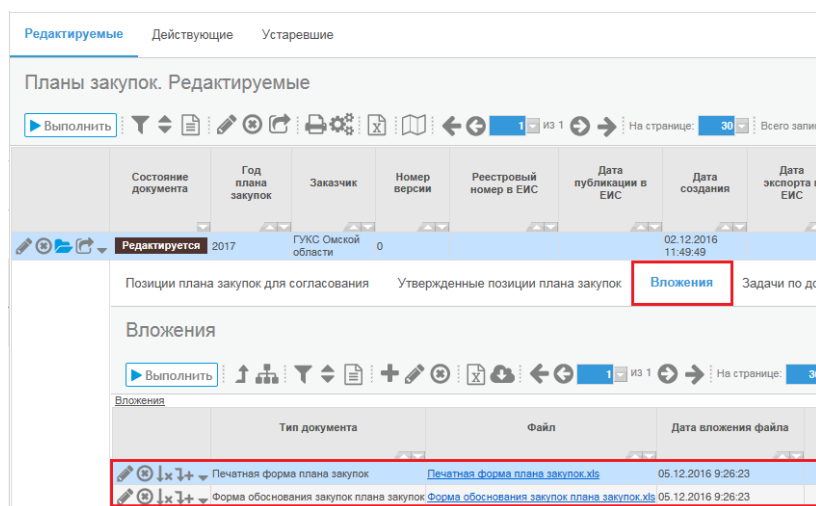 Редактируемые Действующие Устаревшие
Планы закупок. Редактируемые
Выполнить 1 из 1 На странице: 30 Всего
Состояние документа Год плана закупок Заказчик Номер версии Реестровый номер в ЕИС Дата публикации в ЕИС Дата создания Дата экспорта в ЕИС
Редактируется 2017 ГУКС Омской области 0 02.12.2016 11:49:49
Позиции плана закупок для согласования Утвержденные позиции плана закупок Вложения Задачи по
Вложения
Выполнить 1 из 1 На странице:
Вложения
Тип документа Файл Дата вложения файла
Печатная форма плана закупок Печатная форма плана закупок.xls 05.12.2016 9:26:23
Форма обоснования закупок плана закупок Форма обоснования закупок плана закупок.xls 05.12.2016 9:26:23